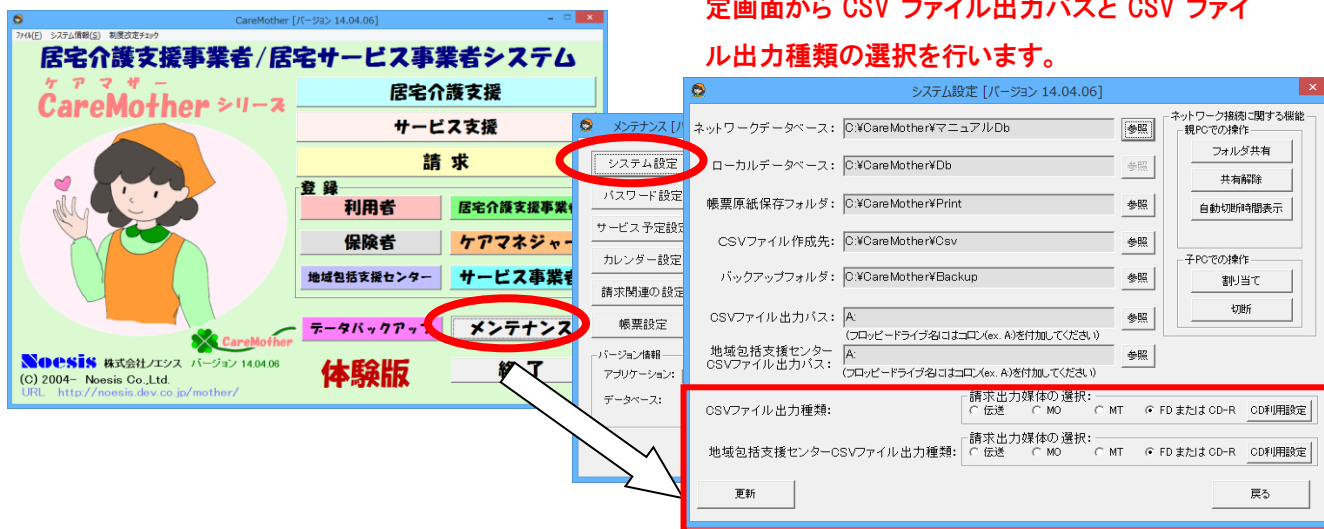 定画面から CSV ファイル出力パスと CSV ファイ
ル出力種類の選択を行います。
CareMother [バージョン 14.04.06]
ファイル(F) システム情報(S) 制度改定チェック
居宅介護支援事業者/居宅サービス事業者システム
ケアマザー
CareMother シリーズ
居宅介護支援
サービス支援
請 求
登 録
利用者
居宅介護支援事業
保険者
ケアマネジャー
地域包括支援センター
サービス事業者
データバックアップ
メンテナンス
体験版
終 了
CareMother
Noesis 株式会社ノエシス バージョン 14.04.06
(C) 2004- Noesis Co.,Ltd.
URL http://noesis.dev.co.jp/mother/
メンテナンス [バ
システム設定
パスワード設定
サービス予定設定
カレンダー設定
請求関連の設定
帳票設定
バージョン情報
アプリケーション:
データベース:
システム設定 [バージョン 14.04.06]
ネットワークデータベース: C:¥CareMother¥マニュアルDb 参照
ローカルデータベース: C:¥CareMother¥Db 参照
帳票原紙保存フォルダ: C:¥CareMother¥Print 参照
CSVファイル作成先: C:¥CareMother¥Csv 参照
バックアップフォルダ: C:¥CareMother¥Backup 参照
CSVファイル出力パス: A: 参照
(フロッピードライブ名にはコロン(ex. A:)を付加してください)
地域包括支援センター
CSVファイル出力パス: A: 参照
(フロッピードライブ名にはコロン(ex. A:)を付加してください)
ネットワーク接続に関する機能
親PCでの操作
フォルダ共有
共有解除
自動切断時間表示
子PCでの操作
割り当て
切断
請求出力媒体の選択:
CSVファイル出力種類: 伝送 MO MT FD または CD-R CD利用設定
請求出力媒体の選択:
地域包括支援センターCSVファイル出力種類: 伝送 MO MT FD または CD-R CD利用設定
更新 戻る